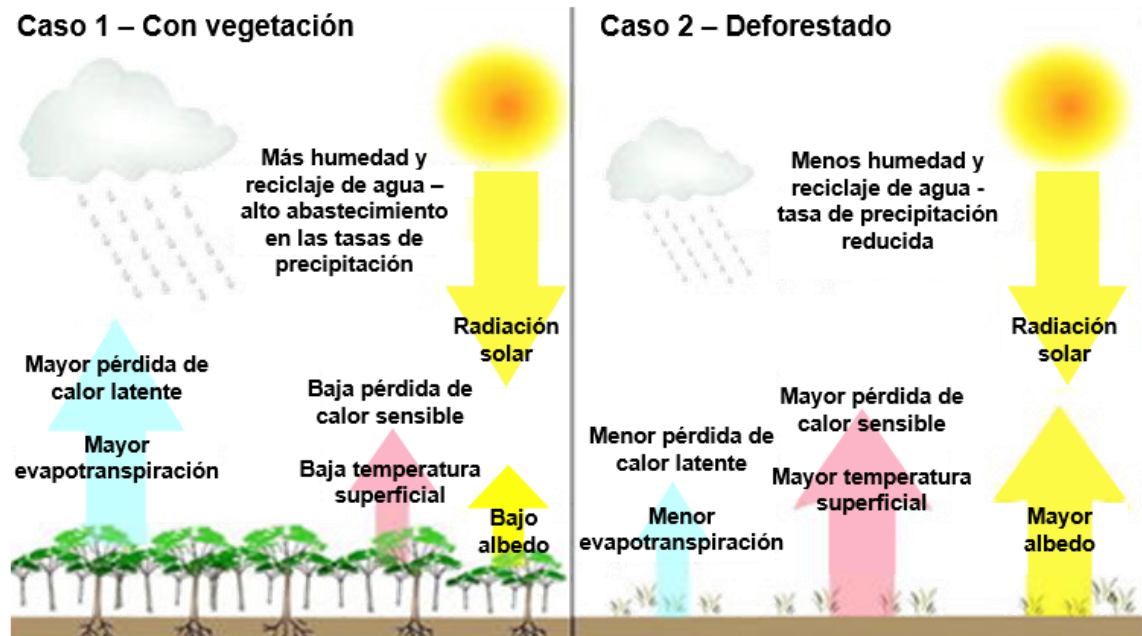 Caso 1 – Con vegetación
Más humedad y
reciclaje de agua –
alto abastecimiento
en las tasas de
precipitación
Radiación
solar
Mayor pérdida de
calor latente
Mayor
evapotranspiración
Baja pérdida de
calor sensible
Baja temperatura
superficial
Bajo
albedo
Caso 2 – Deforestado
Menos humedad y
reciclaje de agua -
tasa de precipitación
reducida
Radiación
solar
Menor pérdida de
calor latente
Menor
evapotranspiración
Mayor pérdida de
calor sensible
Mayor temperatura
superficial
Mayor
albedo